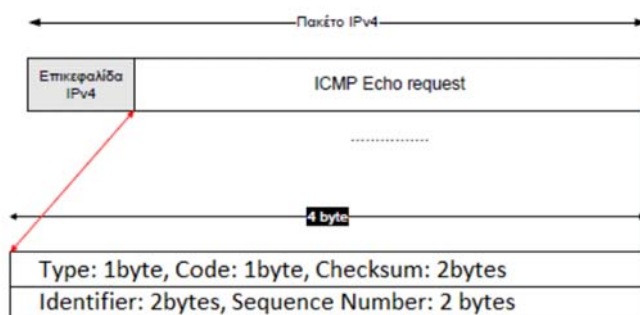 Πακέτο IPv4
Επικεφαλίδα
IPv4
ICMP Echo request
4 byte
Type: 1byte, Code: 1byte, Checksum: 2bytes
Identifier: 2bytes, Sequence Number: 2 bytes